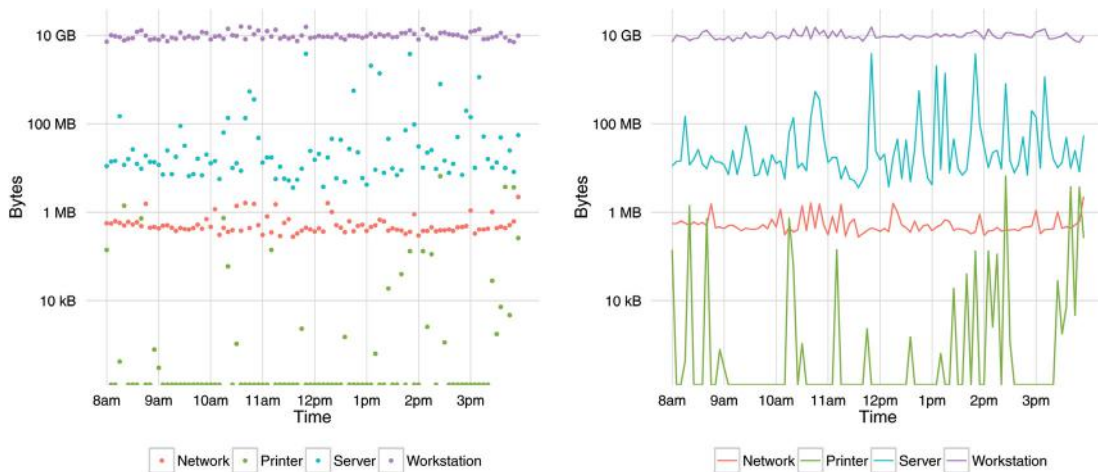 10 GB
100 MB
1 MB
10 kB
Bytes
8am 9am 10am 11am 12pm 1pm 2pm 3pm
Time
Network Printer Server Workstation
10 GB
100 MB
1 MB
10 kB
Bytes
8am 9am 10am 11am 12pm 1pm 2pm 3pm
Time
Network Printer Server Workstation